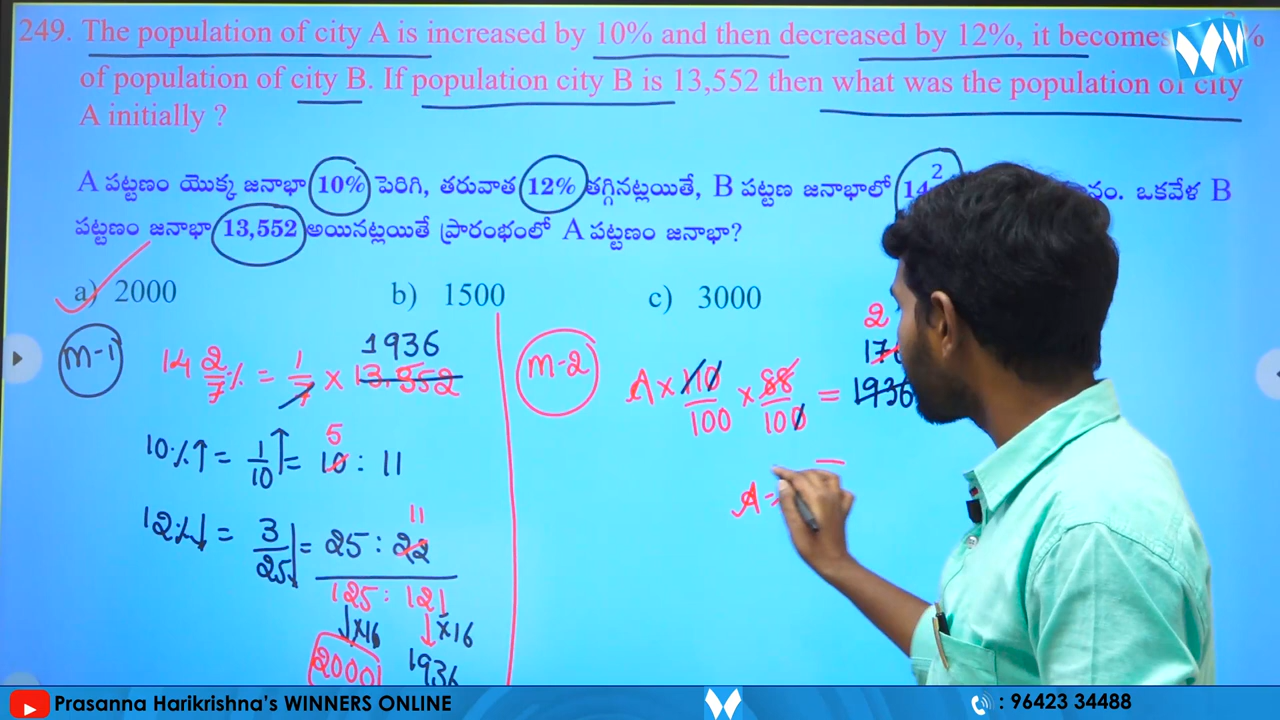 249. The population of city A is increased by 10% and then decreased by 12%, it becomes %
of population of city B. If population city B is 13,552 then what was the population of city
A initially ?
A పట్టణం యొక్క జనాభా 10% పెరిగి, తరువాత 12% తగ్గినట్లయితే, B పట్టణ జనాభాలో 14 2 నం. ఒకవేళ B
పట్టణం జనాభా 13,552 అయినట్లయితే ప్రారంభంలో A పట్టణం జనాభా?
a) 2000 b) 1500 c) 3000
m-1
1936
14 2/7 % = 1/7 × 13,552
10% ↑ = 1/10 ↑ = 10 : 11
5
12% ↓ = 3/25 ↓ = 25 : 22
11
125 : 121
↓×16 ↓×16
2000 1936
m-2
2
A × 110/100 × 88/100 = 1936
A =
Prasanna Harikrishna's WINNERS ONLINE
: 96423 34488